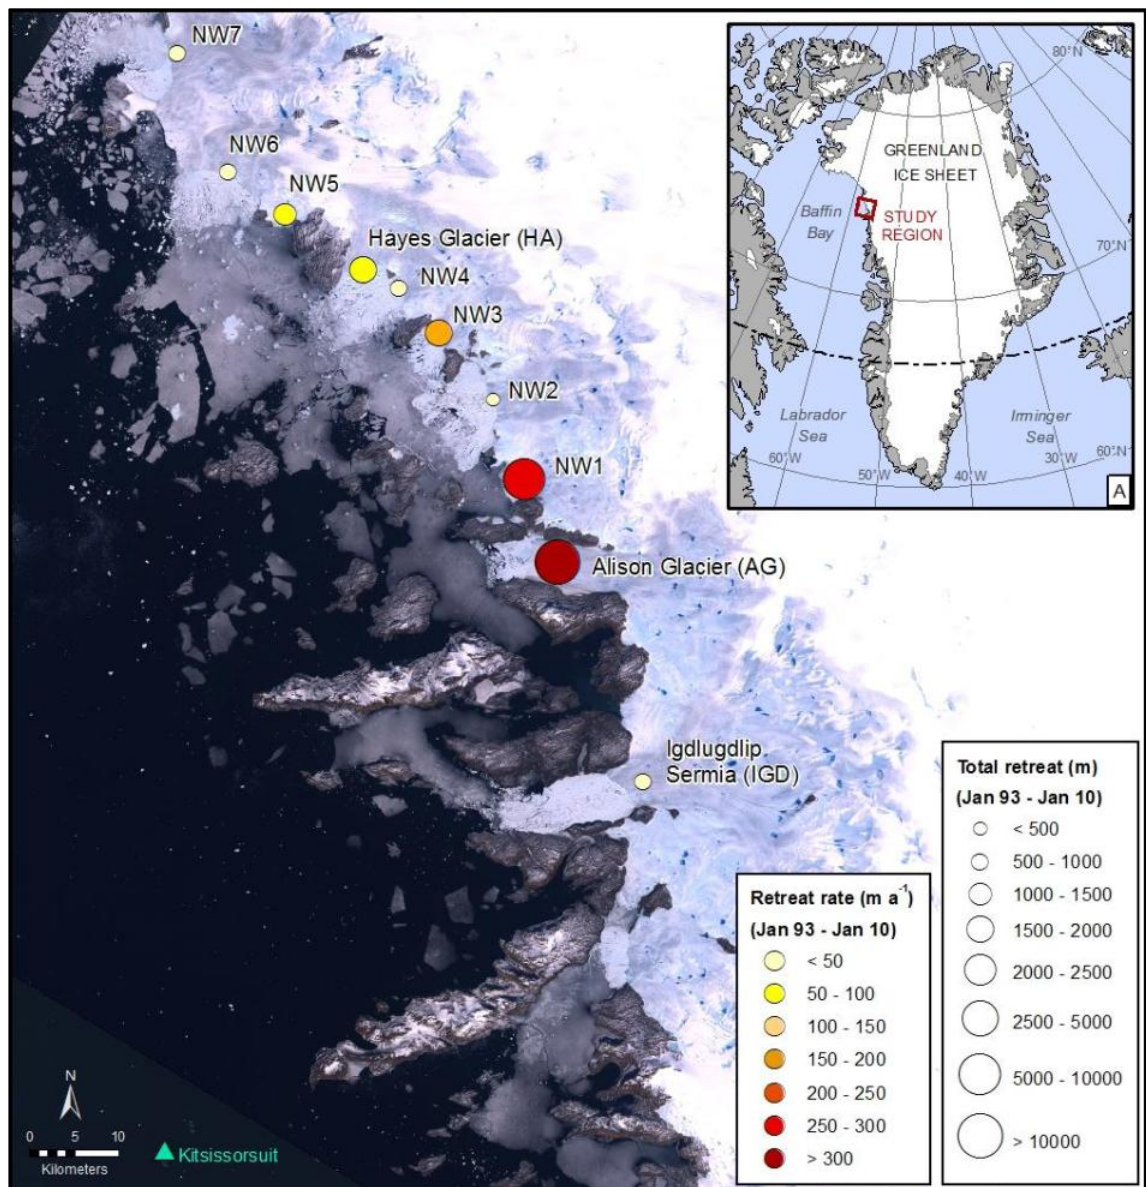 NW7
NW6
NW5
Hayes Glacier (HA)
NW4
NW3
NW2
NW1
Alison Glacier (AG)
Igdlugdlip
Sermia (IGD)
80°N
GREENLAND
ICE SHEET
Baffin
Bay
STUDY
REGION
70°N
Labrador
Sea
Irminger
Sea
60°W
50°W
40°W
30°W
60°N
A
Total retreat (m)
(Jan 93 - Jan 10)
< 500
500 - 1000
1000 - 1500
1500 - 2000
2000 - 2500
2500 - 5000
5000 - 10000
> 10000
Retreat rate (m a⁻¹)
(Jan 93 - Jan 10)
< 50
50 - 100
100 - 150
150 - 200
200 - 250
250 - 300
> 300
N
0 5 10
Kilometers
Kitsissorsuit